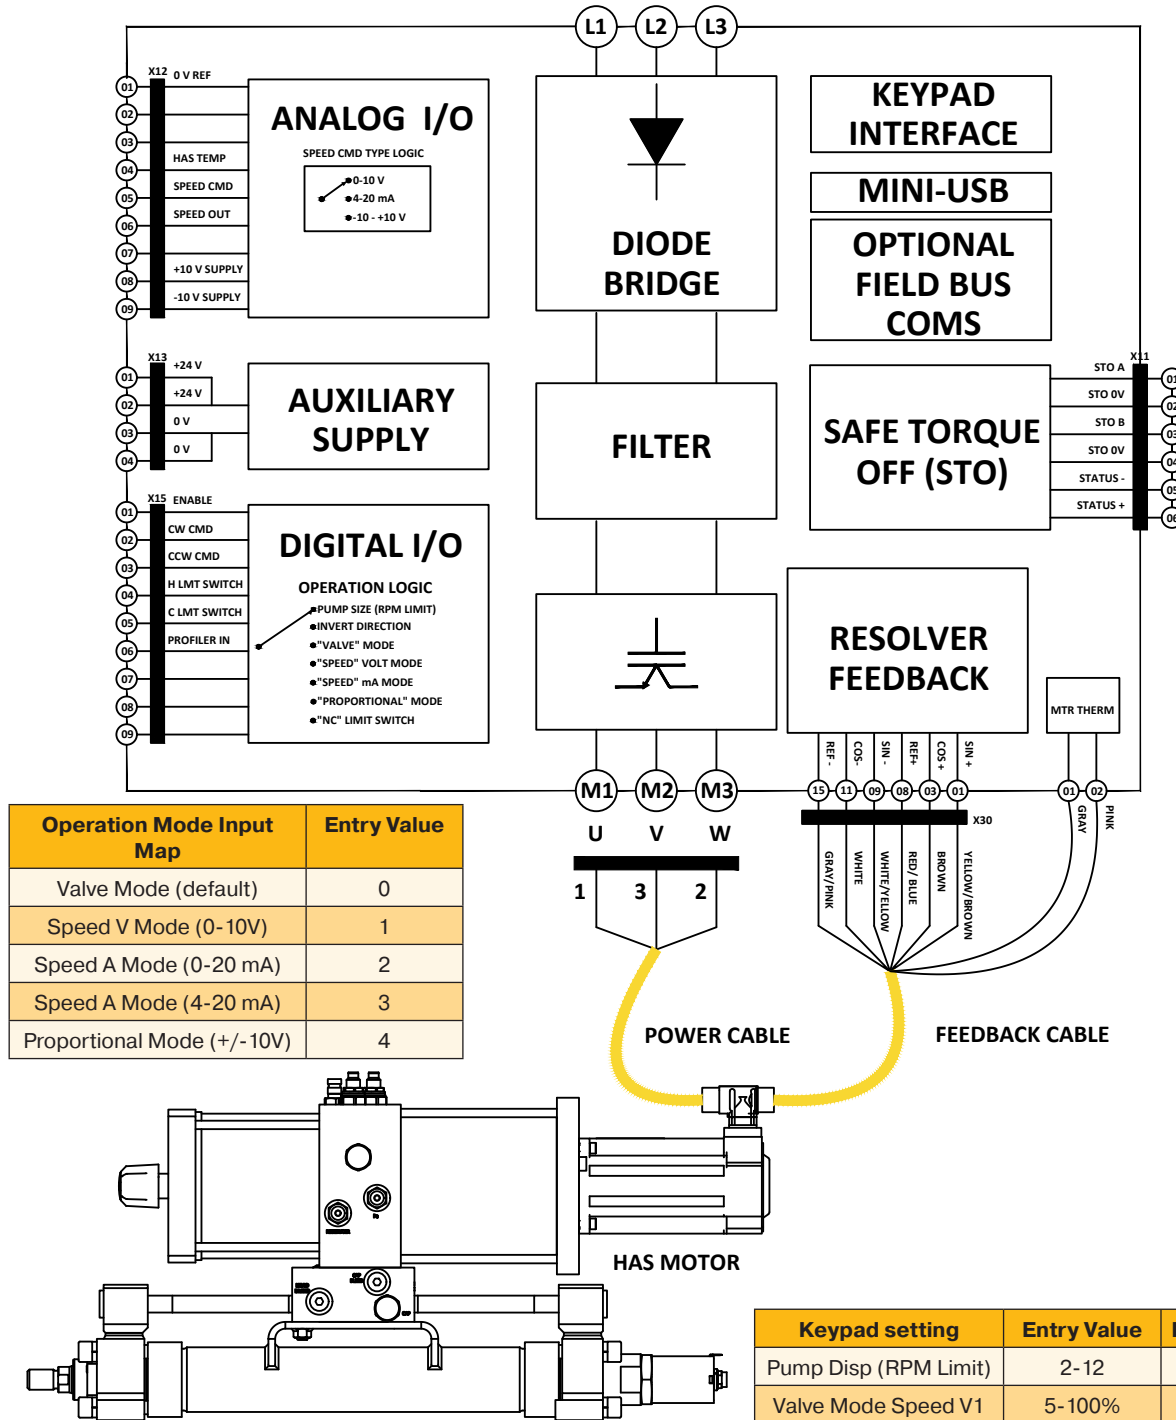 L1 L2 L3
X12 0 V REF
01
02
03
HAS TEMP
04
SPEED CMD
05
SPEED OUT
06
07
+10 V SUPPLY
08
-10 V SUPPLY
09
ANALOG I/O
SPEED CMD TYPE LOGIC
0-10 V
4-20 mA
-10 - +10 V
DIODE
BRIDGE
KEYPAD
INTERFACE
MINI-USB
OPTIONAL
FIELD BUS
COMS
X13
+24 V
01
+24 V
02
0 V
03
0 V
04
AUXILIARY
SUPPLY
FILTER
SAFE TORQUE
OFF (STO)
X11
STO A
01
STO 0V
02
STO B
03
STO 0V
04
STATUS -
05
STATUS +
06
X15 ENABLE
01
CW CMD
02
CCW CMD
03
H LMT SWITCH
04
C LMT SWITCH
05
PROFILER IN
06
07
08
09
DIGITAL I/O
OPERATION LOGIC
PUMP SIZE (RPM LIMIT)
INVERT DIRECTION
"VALVE" MODE
"SPEED" VOLT MODE
"SPEED" mA MODE
"PROPORTIONAL" MODE
"NC" LIMIT SWITCH
RESOLVER
FEEDBACK
MTR THERM
REF -
COS-
SIN -
REF+
COS +
SIN +
M1 M2 M3
15 11 09 08 03 01
01 02
X30
U V W
1 3 2
GRAY/PINK
WHITE
WHITE/YELLOW
RED/ BLUE
BROWN
YELLOW/BROWN
GRAY
PINK
Operation Mode Input Map Entry Value
Valve Mode (default) 0
Speed V Mode (0-10V) 1
Speed A Mode (0-20 mA) 2
Speed A Mode (4-20 mA) 3
Proportional Mode (+/-10V) 4
POWER CABLE
FEEDBACK CABLE
HAS MOTOR
Keypad setting Entry Value
Pump Disp (RPM Limit) 2-12
Valve Mode Speed V1 5-100%